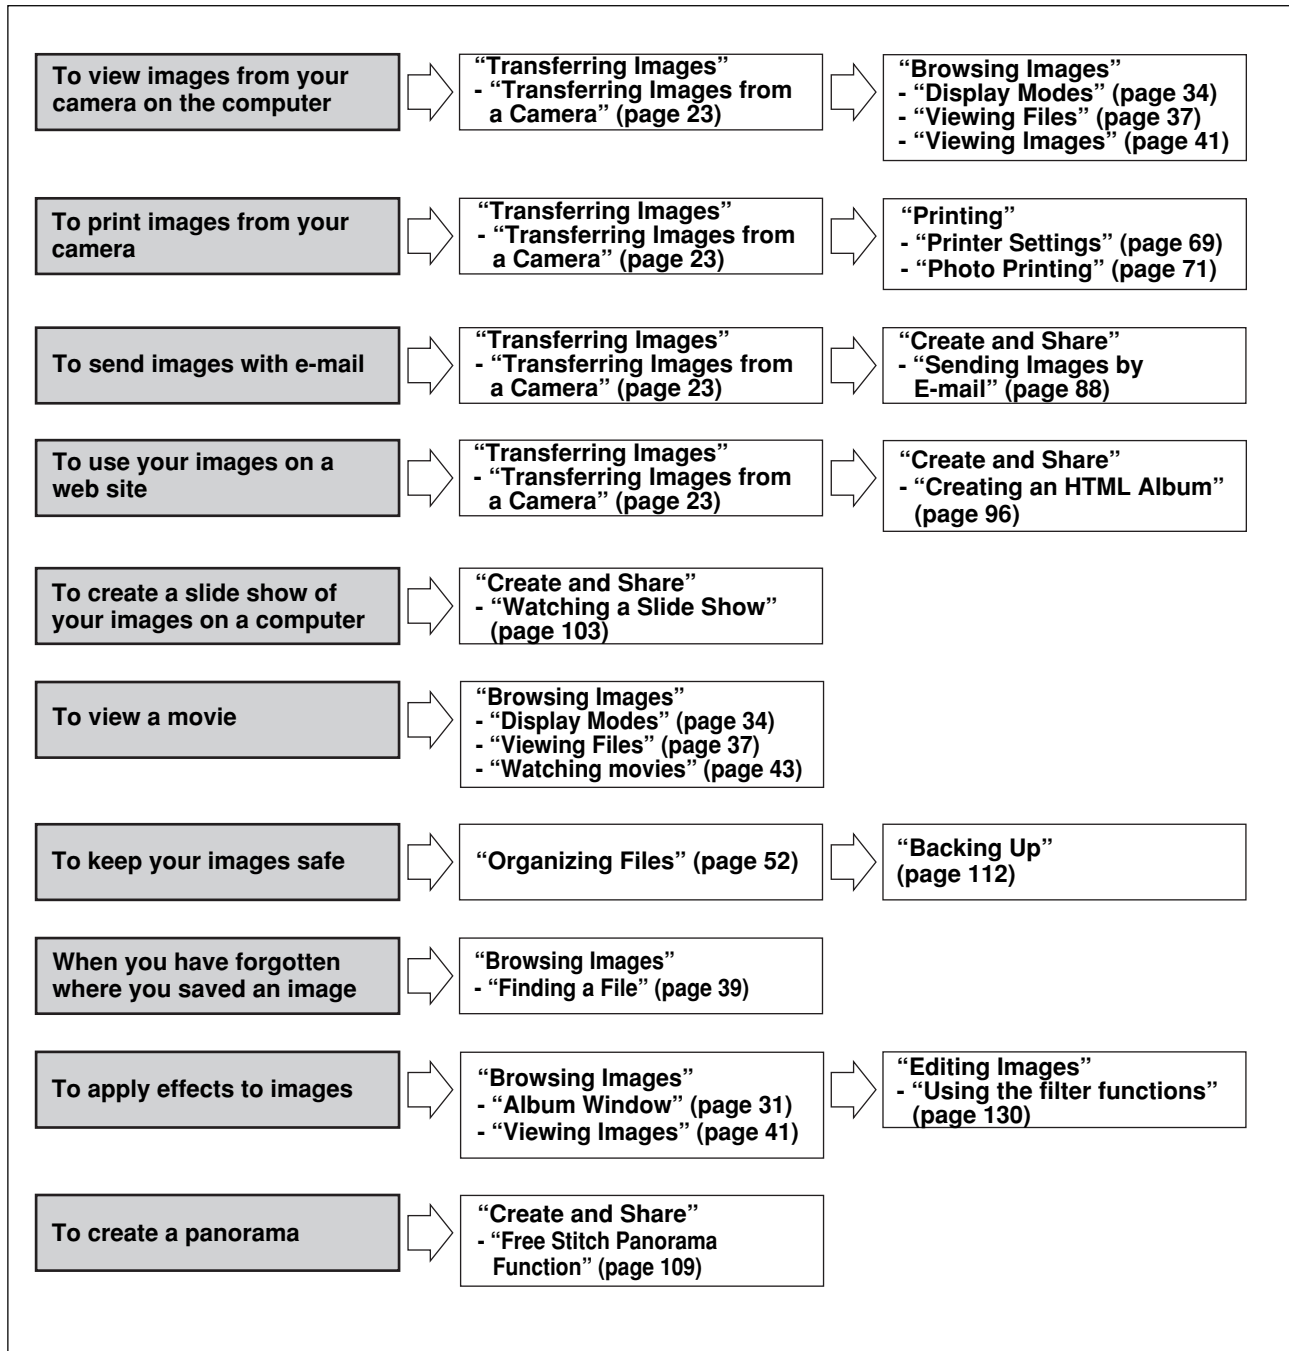 To view images from your
camera on the computer
“Transferring Images”
- “Transferring Images from
a Camera” (page 23)
“Browsing Images”
- “Display Modes” (page 34)
- “Viewing Files” (page 37)
- “Viewing Images” (page 41)
To print images from your
camera
“Transferring Images”
- “Transferring Images from
a Camera” (page 23)
“Printing”
- “Printer Settings” (page 69)
- “Photo Printing” (page 71)
To send images with e-mail
“Transferring Images”
- “Transferring Images from
a Camera” (page 23)
“Create and Share”
- “Sending Images by
E-mail” (page 88)
To use your images on a
web site
“Transferring Images”
- “Transferring Images from
a Camera” (page 23)
“Create and Share”
- “Creating an HTML Album”
(page 96)
To create a slide show of
your images on a computer
“Create and Share”
- “Watching a Slide Show”
(page 103)
To view a movie
“Browsing Images”
- “Display Modes” (page 34)
- “Viewing Files” (page 37)
- “Watching movies” (page 43)
To keep your images safe
“Organizing Files” (page 52)
“Backing Up”
(page 112)
When you have forgotten
where you saved an image
“Browsing Images”
- “Finding a File” (page 39)
To apply effects to images
“Browsing Images”
- “Album Window” (page 31)
- “Viewing Images” (page 41)
“Editing Images”
- “Using the filter functions”
(page 130)
To create a panorama
“Create and Share”
- “Free Stitch Panorama
Function” (page 109)